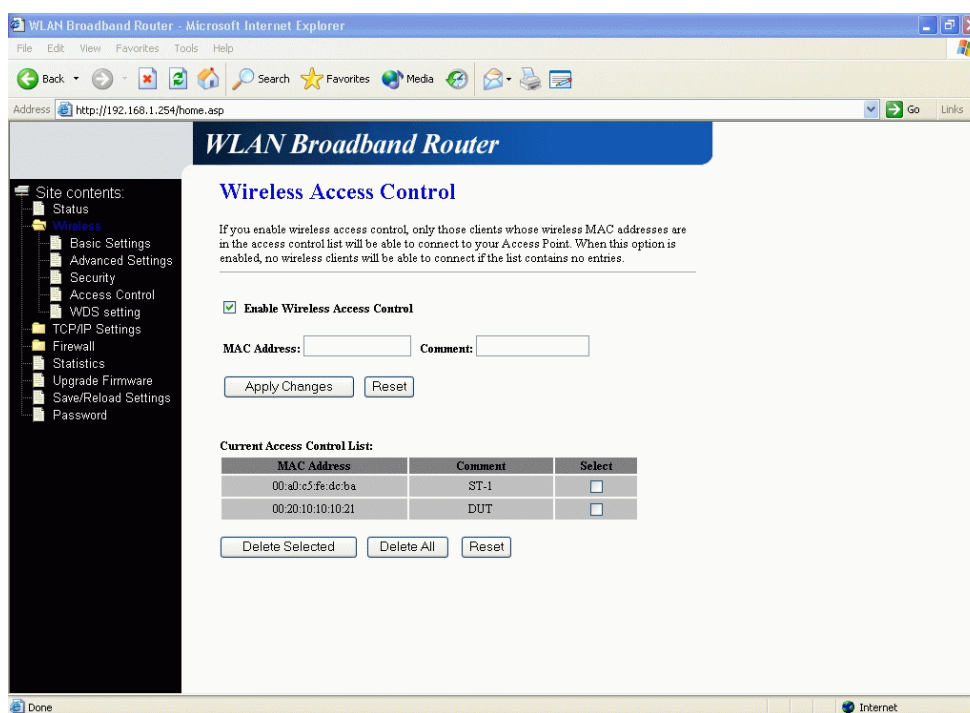 WLAN Broadband Router - Microsoft Internet Explorer
File Edit View Favorites Tools Help
Back Search Favorites Media
Address http://192.168.1.254/home.asp Go Links
WLAN Broadband Router
Site contents:
Status
Wireless
Basic Settings
Advanced Settings
Security
Access Control
WDS setting
TCP/IP Settings
Firewall
Statistics
Upgrade Firmware
Save/Reload Settings
Password
Wireless Access Control
If you enable wireless access control, only those clients whose wireless MAC addresses are
in the access control list will be able to connect to your Access Point. When this option is
enabled, no wireless clients will be able to connect if the list contains no entries.
Enable Wireless Access Control
MAC Address: Comment:
Apply Changes Reset
Current Access Control List:
MAC Address Comment Select
00:a0:c5:fe:dc:ba ST-1
00:20:10:10:10:21 DUT
Delete Selected Delete All Reset
Done Internet